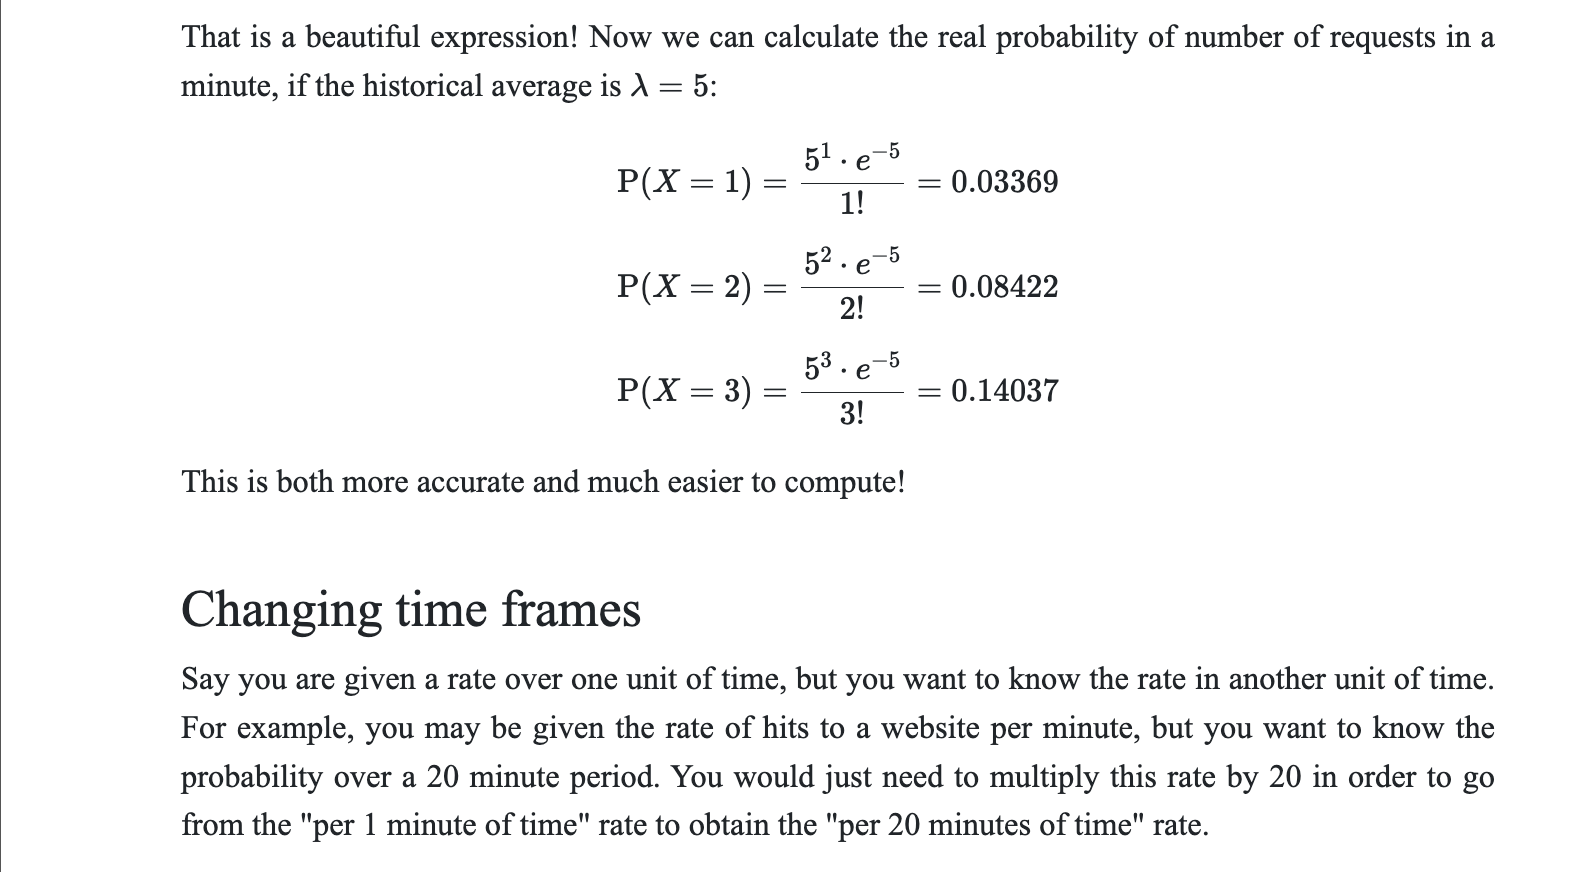 That is a beautiful expression! Now we can calculate the real probability of number of requests in a
minute, if the historical average is λ = 5:
P(X = 1) = \frac{5^1 · e^{−5}}{1!} = 0.03369
P(X = 2) = \frac{5^2 · e^{−5}}{2!} = 0.08422
P(X = 3) = \frac{5^3 · e^{−5}}{3!} = 0.14037
This is both more accurate and much easier to compute!
Changing time frames
Say you are given a rate over one unit of time, but you want to know the rate in another unit of time.
For example, you may be given the rate of hits to a website per minute, but you want to know the
probability over a 20 minute period. You would just need to multiply this rate by 20 in order to go
from the "per 1 minute of time" rate to obtain the "per 20 minutes of time" rate.